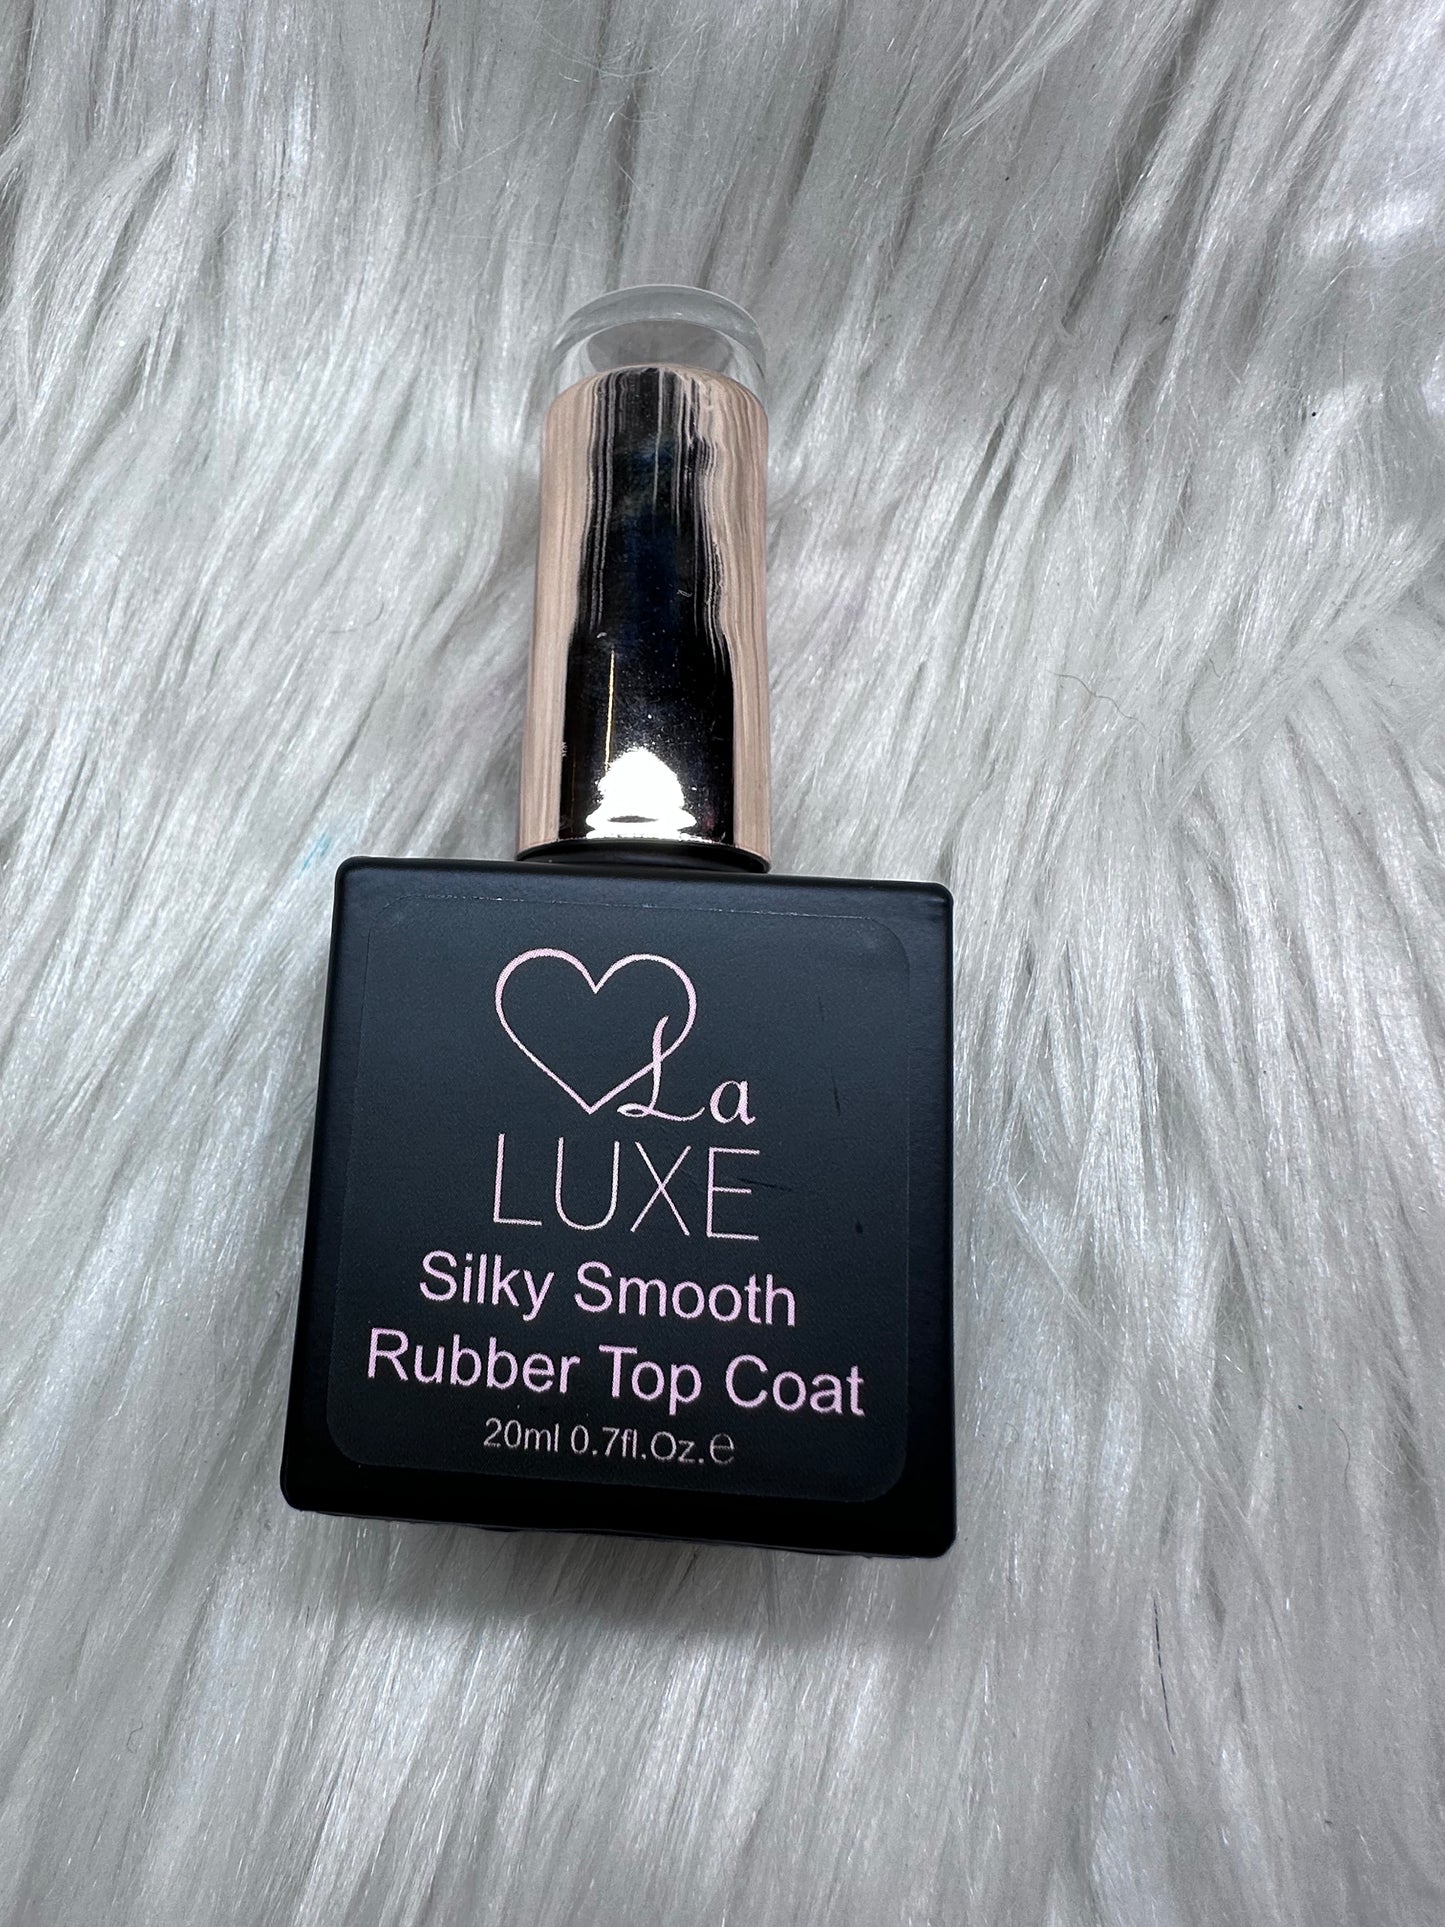 La
LUXE
Silky Smooth
Rubber Top Coat
20ml 0.7fl.Oz.℮